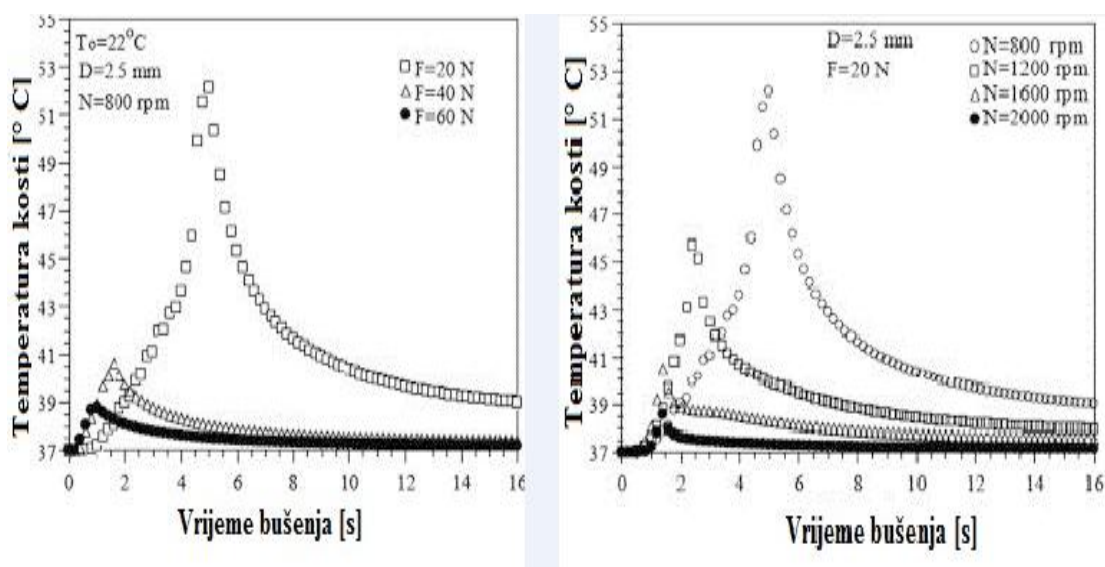 Temperatura kosti [° C]
55
53
51
49
47
45
43
41
39
37
T₀=22°C
D=2.5 mm
N=800 rpm
F=20 N
F=40 N
F=60 N
0 2 4 6 8 10 12 14 16
Vrijeme bušenja [s]
Temperatura kosti [° C]
55
53
51
49
47
45
43
41
39
37
D=2.5 mm
F=20 N
N=800 rpm
N=1200 rpm
N=1600 rpm
N=2000 rpm
0 2 4 6 8 10 12 14 16
Vrijeme bušenja [s]